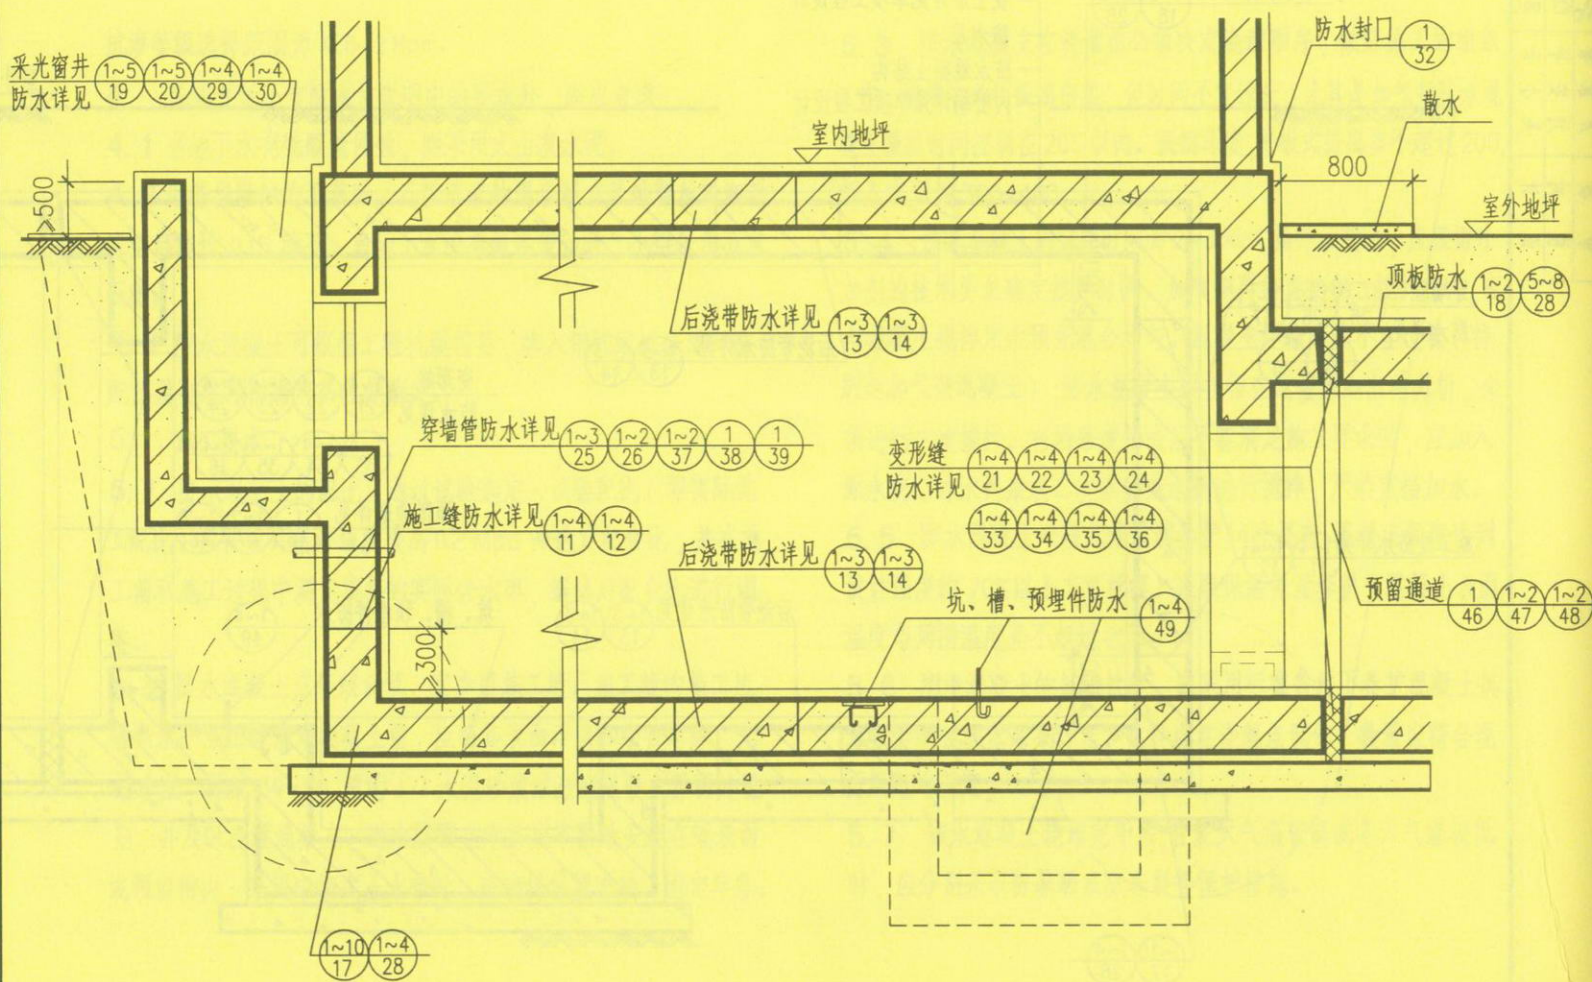 采光窗井 1~5/19 1~5/20 1~4/29 1~4/30
防水详见
防水封口 1/32
散水
室内地坪
≥500
800
室外地坪
顶板防水 1~2/18 5~8/28
后浇带防水详见 1~3/13 1~3/14
穿墙管防水详见 1~3/25 1~2/26 1~2/37 1/38 1/39
变形缝 1~4/21 1~4/22 1~4/23 1~4/24
防水详见
1~4/33 1~4/34 1~4/35 1~4/36
施工缝防水详见 1~4/11 1~4/12
后浇带防水详见 1~3/13 1~3/14
坑、槽、预埋件防水 1~4/49
预留通道 1/46 1~2/47 1~2/48
≥300
1~10/17 1~4/28